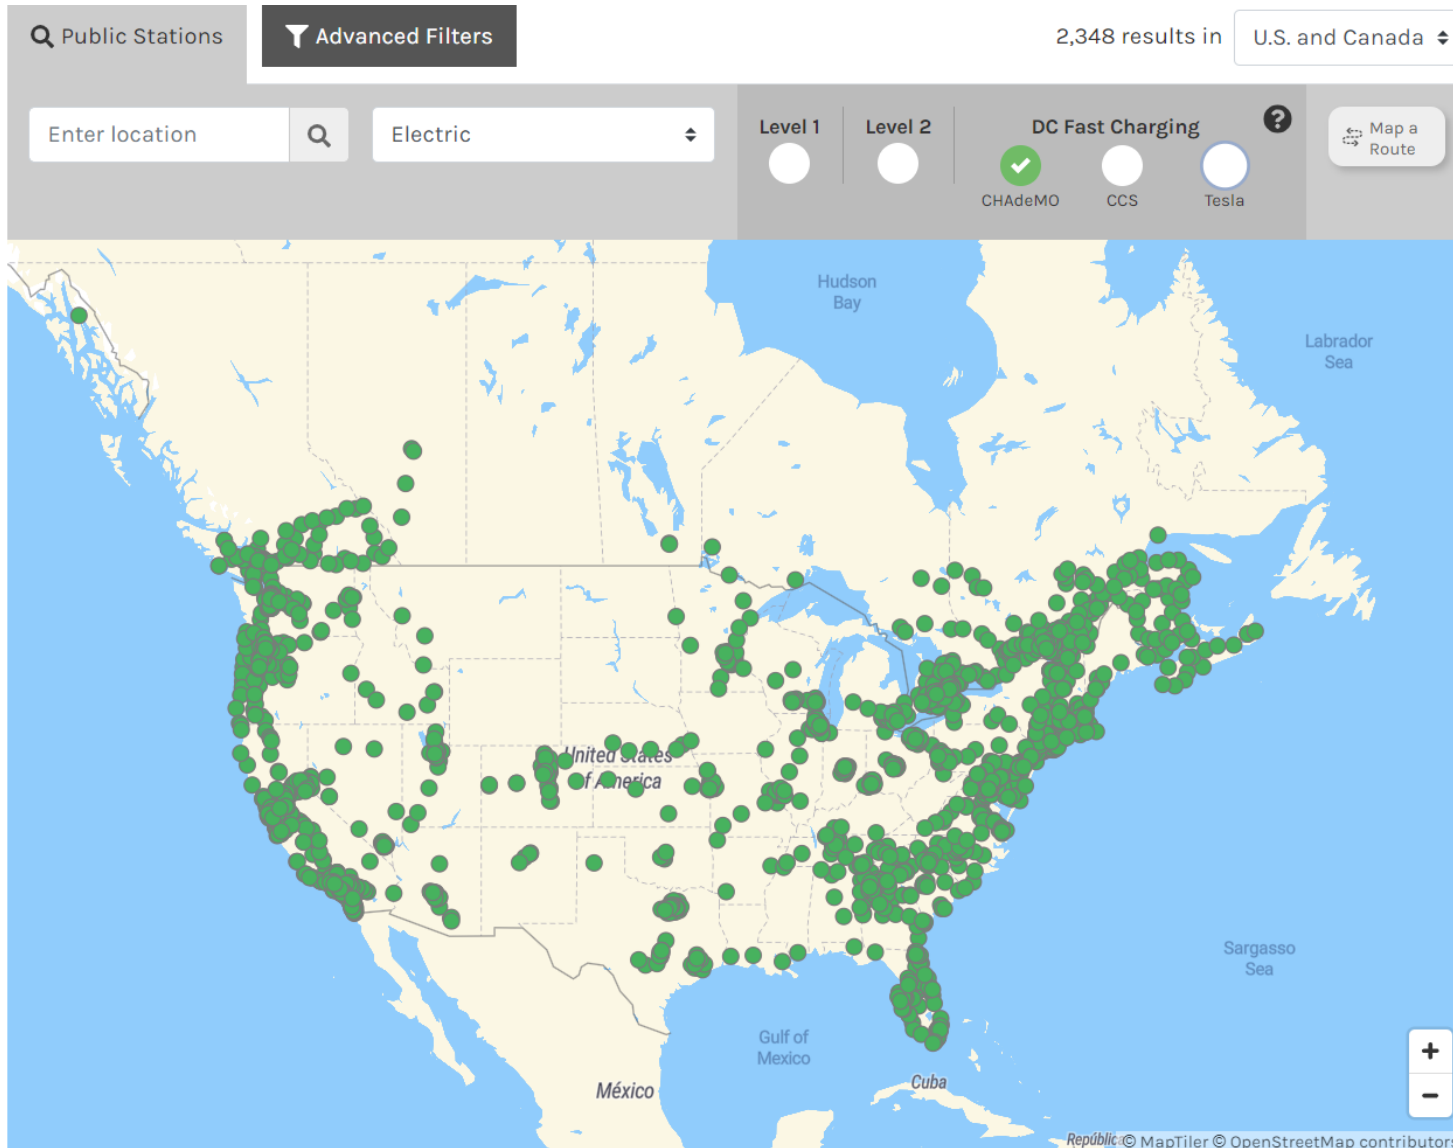 Public Stations
Advanced Filters
2,348 results in
U.S. and Canada
Enter location
Electric
Level 1
Level 2
DC Fast Charging
CHAdeMO
CCS
Tesla
Map a
Route
Hudson
Bay
Labrador
Sea
United States
of America
Sargasso
Sea
Gulf of
Mexico
México
Cuba
© MapTiler © OpenStreetMap contributors